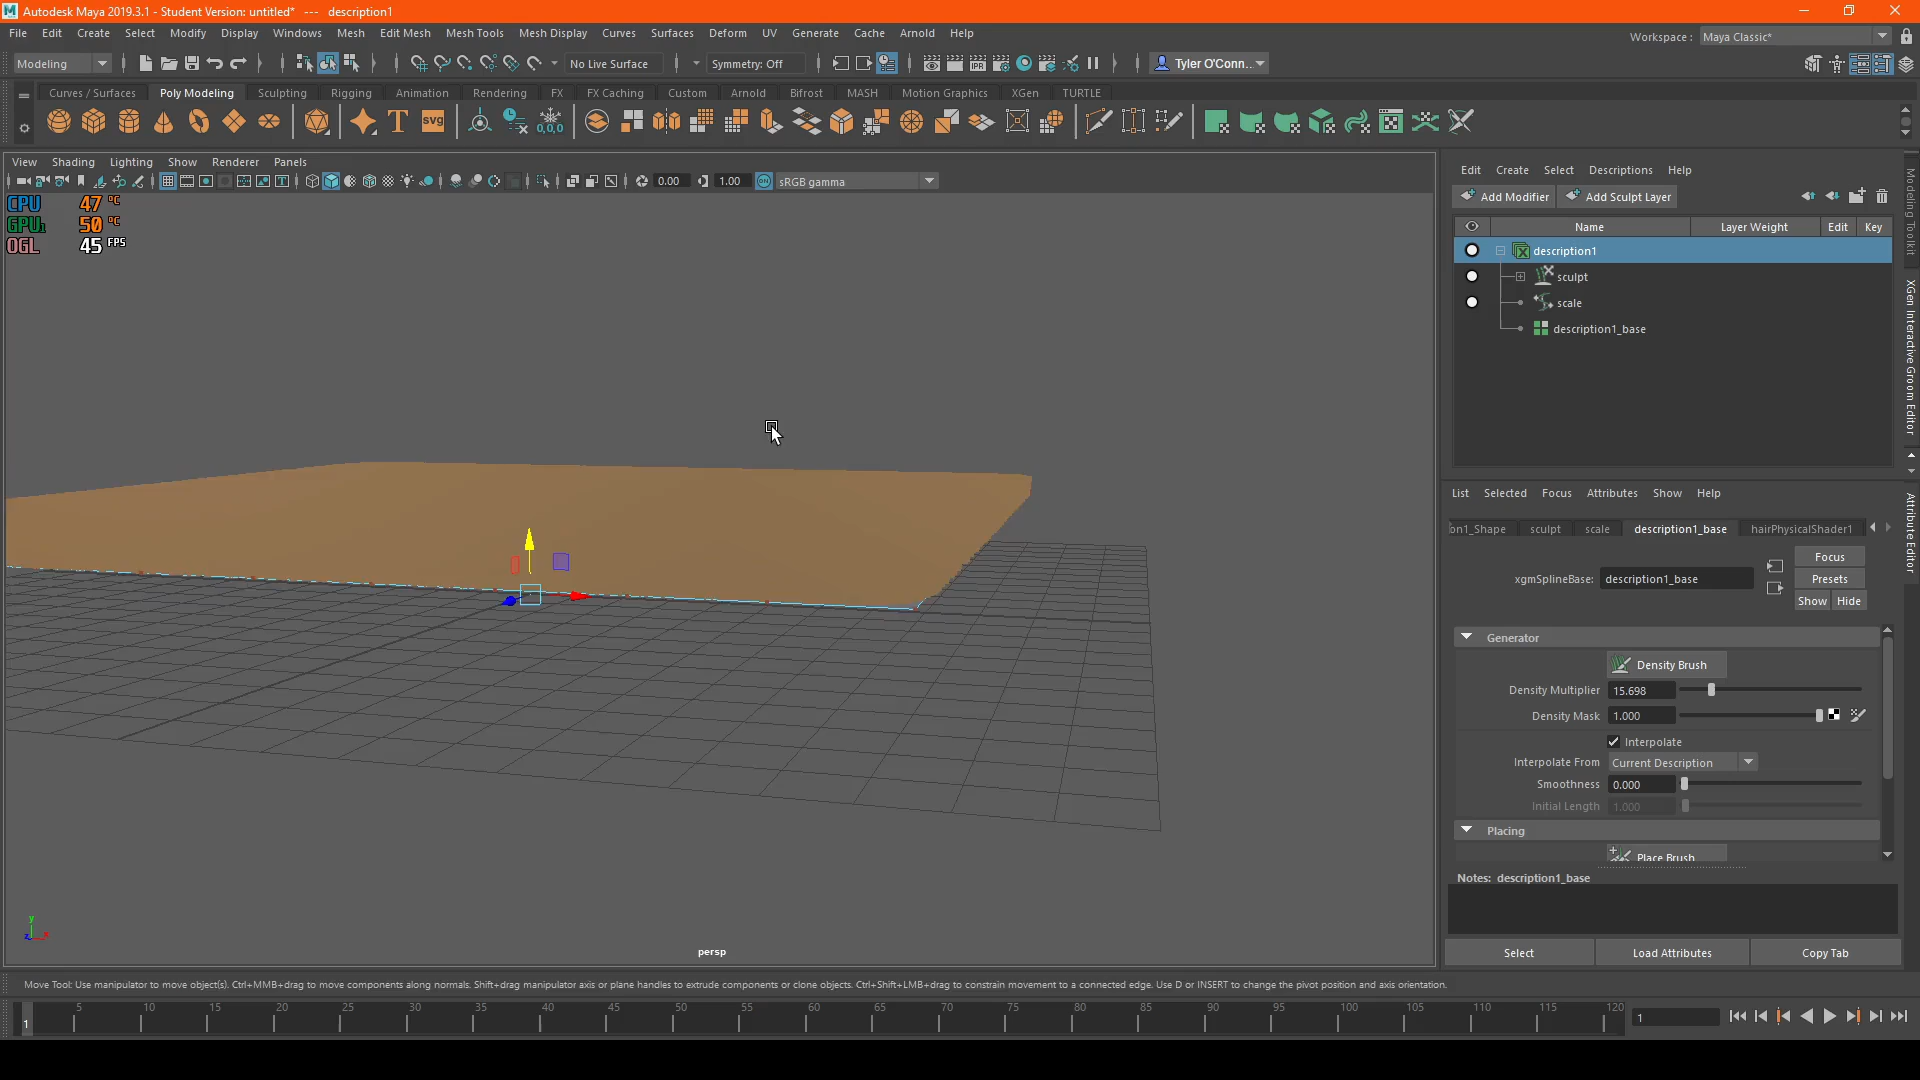 Autodesk Maya 2019.3.1 - Student Version: untitled*   ---   description1
File Edit Create Select Modify Display Windows Mesh Edit Mesh Mesh Tools Mesh Display Curves Surfaces Deform UV Generate Cache Arnold Help
Workspace : Maya Classic*
Modeling
No Live Surface
Symmetry: Off
Tyler O'Conn...
Curves / Surfaces Poly Modeling Sculpting Rigging Animation Rendering FX FX Caching Custom Arnold Bifrost MASH Motion Graphics XGen TURTLE
T SVG 0,0,0
View Shading Lighting Show Renderer Panels
IPR
0.00 1.00 ON sRGB gamma
CPU 47 °C
GPU1 50 °C
OGL 45 FPS
y
z x
persp
Edit Create Select Descriptions Help
Add Modifier Add Sculpt Layer
Name Layer Weight Edit Key
description1
sculpt
scale
description1_base
Modeling Toolkit
XGen Interactive Groom Editor
Attribute Editor
List Selected Focus Attributes Show Help
on1_Shape sculpt scale description1_base hairPhysicalShader1
Focus
xgmSplineBase: description1_base
Presets
Show Hide
Generator
Density Brush
Density Multiplier 15.698
Density Mask 1.000
Interpolate
Interpolate From Current Description
Smoothness 0.000
Initial Length 1.000
Placing
Place Brush
Notes: description1_base
Select Load Attributes Copy Tab
Move Tool: Use manipulator to move object(s). Ctrl+MMB+drag to move components along normals. Shift+drag manipulator axis or plane handles to extrude components or clone objects. Ctrl+Shift+LMB+drag to constrain movement to a connected edge. Use D or INSERT to change the pivot position and axis orientation.
1 5 10 15 20 25 30 35 40 45 50 55 60 65 70 75 80 85 90 95 100 105 110 115 120
1